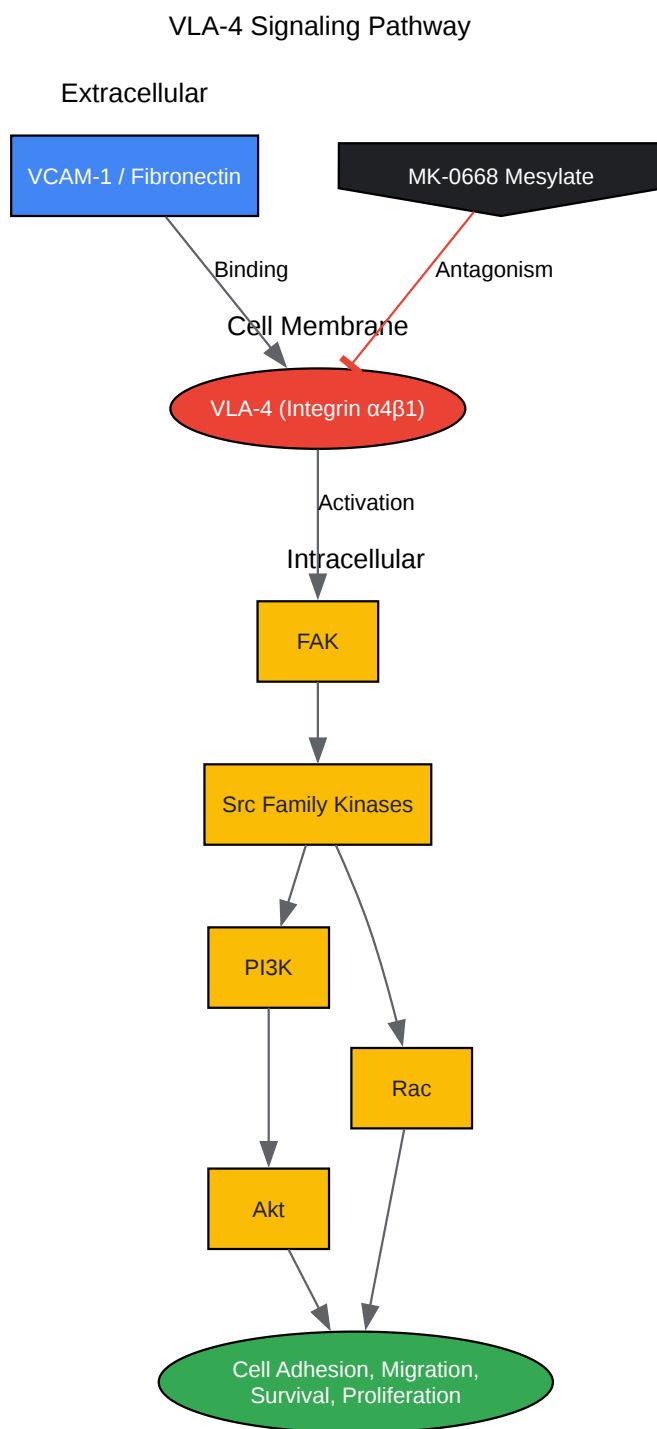 VLA-4 Signaling Pathway
Extracellular
VCAM-1 / Fibronectin
MK-0668 Mesylate
Binding
Antagonism
Cell Membrane
VLA-4 (Integrin α4β1)
Activation
Intracellular
FAK
Src Family Kinases
PI3K
Rac
Akt
Cell Adhesion, Migration,
Survival, Proliferation